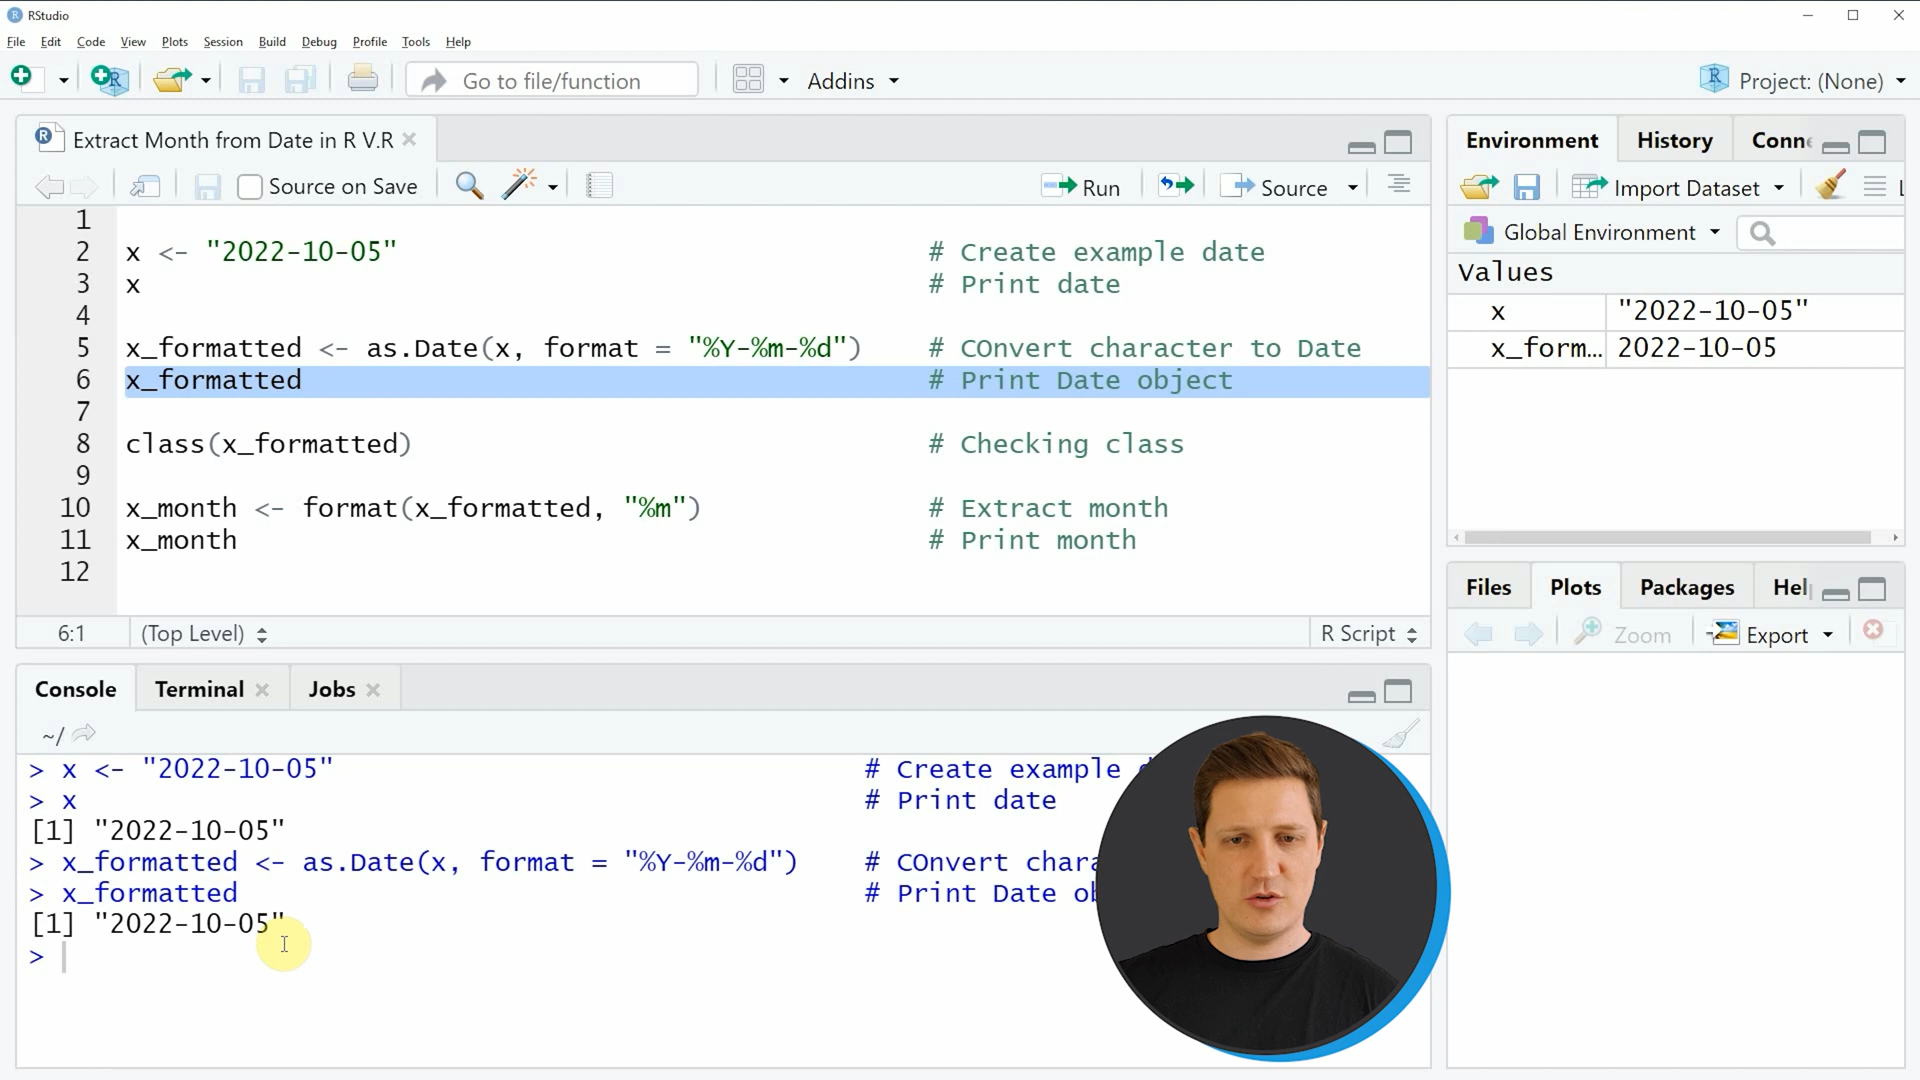 RStudio
File Edit Code View Plots Session Build Debug Profile Tools Help
Go to file/function Addins Project: (None)
Extract Month from Date in R V.R
Source on Save Run Source
1
2 x <- "2022-10-05" # Create example date
3 x # Print date
4
5 x_formatted <- as.Date(x, format = "%Y-%m-%d") # COnvert character to Date
6 x_formatted # Print Date object
7
8 class(x_formatted) # Checking class
9
10 x_month <- format(x_formatted, "%m") # Extract month
11 x_month # Print month
12
6:1 (Top Level) R Script
Console Terminal Jobs
~/
> x <- "2022-10-05" # Create example
> x # Print date
[1] "2022-10-05"
> x_formatted <- as.Date(x, format = "%Y-%m-%d") # COnvert chara
> x_formatted # Print Date ob
[1] "2022-10-05"
>
Environment History Conne
Import Dataset L
Global Environment
Values
x "2022-10-05"
x_form... 2022-10-05
Files Plots Packages Hel
Zoom Export